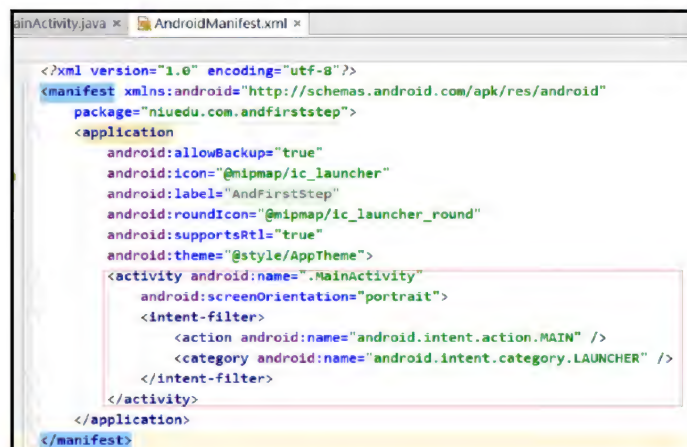 ainActivity.java × AndroidManifest.xml ×
<?xml version="1.0" encoding="utf-8"?>
<manifest xmlns:android="http://schemas.android.com/apk/res/android"
package="niuedu.com.andfirststep">
<application
android:allowBackup="true"
android:icon="@mipmap/ic_launcher"
android:label="AndFirstStep"
android:roundIcon="@mipmap/ic_launcher_round"
android:supportsRtl="true"
android:theme="@style/AppTheme">
<activity android:name=".MainActivity"
android:screenOrientation="portrait">
<intent-filter>
<action android:name="android.intent.action.MAIN" />
<category android:name="android.intent.category.LAUNCHER" />
</intent-filter>
</activity>
</application>
</manifest>